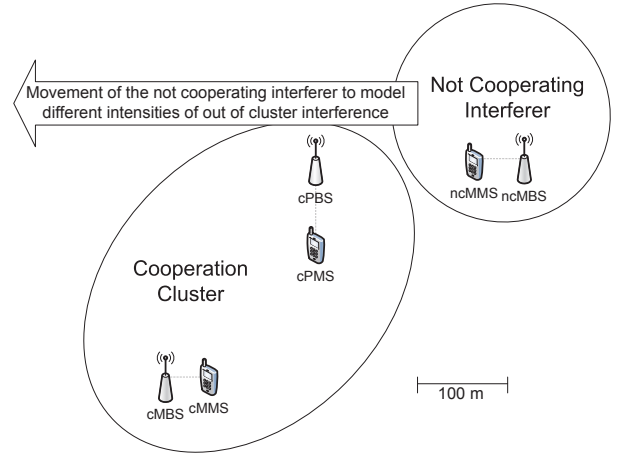 Movement of the not cooperating interferer to model
different intensities of out of cluster interference
Not Cooperating
Interferer
ncMMS ncMBS
cPBS
cPMS
Cooperation
Cluster
cMBS cMMS
100 m